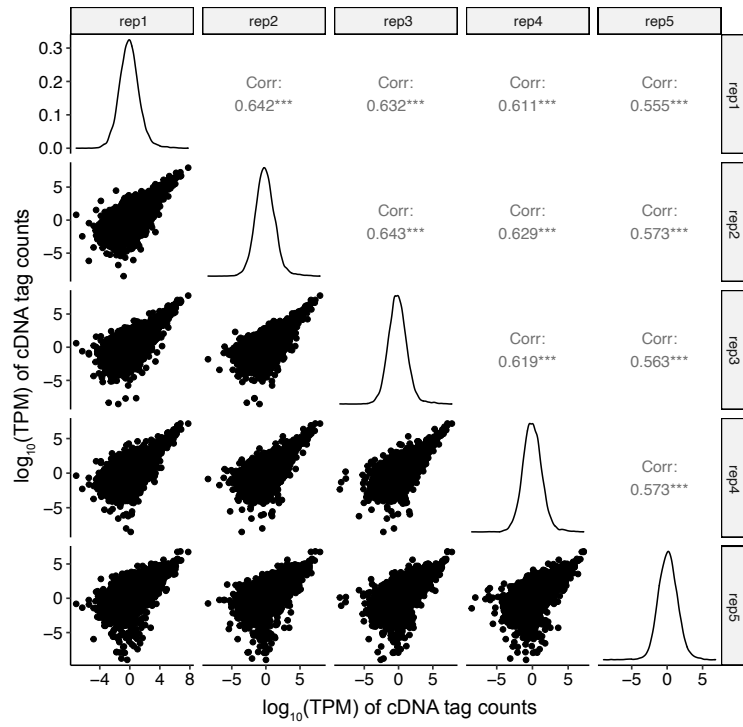 rep1 rep2 rep3 rep4 rep5
0.3
0.2
0.1
0.0
Corr:
0.642***
Corr:
0.632***
Corr:
0.611***
Corr:
0.555***
rep1
5
0
−5
Corr:
0.643***
Corr:
0.629***
Corr:
0.573***
rep2
5
0
−5
Corr:
0.619***
Corr:
0.563***
rep3
5
0
−5
Corr:
0.573***
rep4
5
0
−5
rep5
−4 0 4 8
−5 0 5
−5 0 5
−5 0 5
−5 0 5
log₁₀(TPM) of cDNA tag counts
log₁₀(TPM) of cDNA tag counts